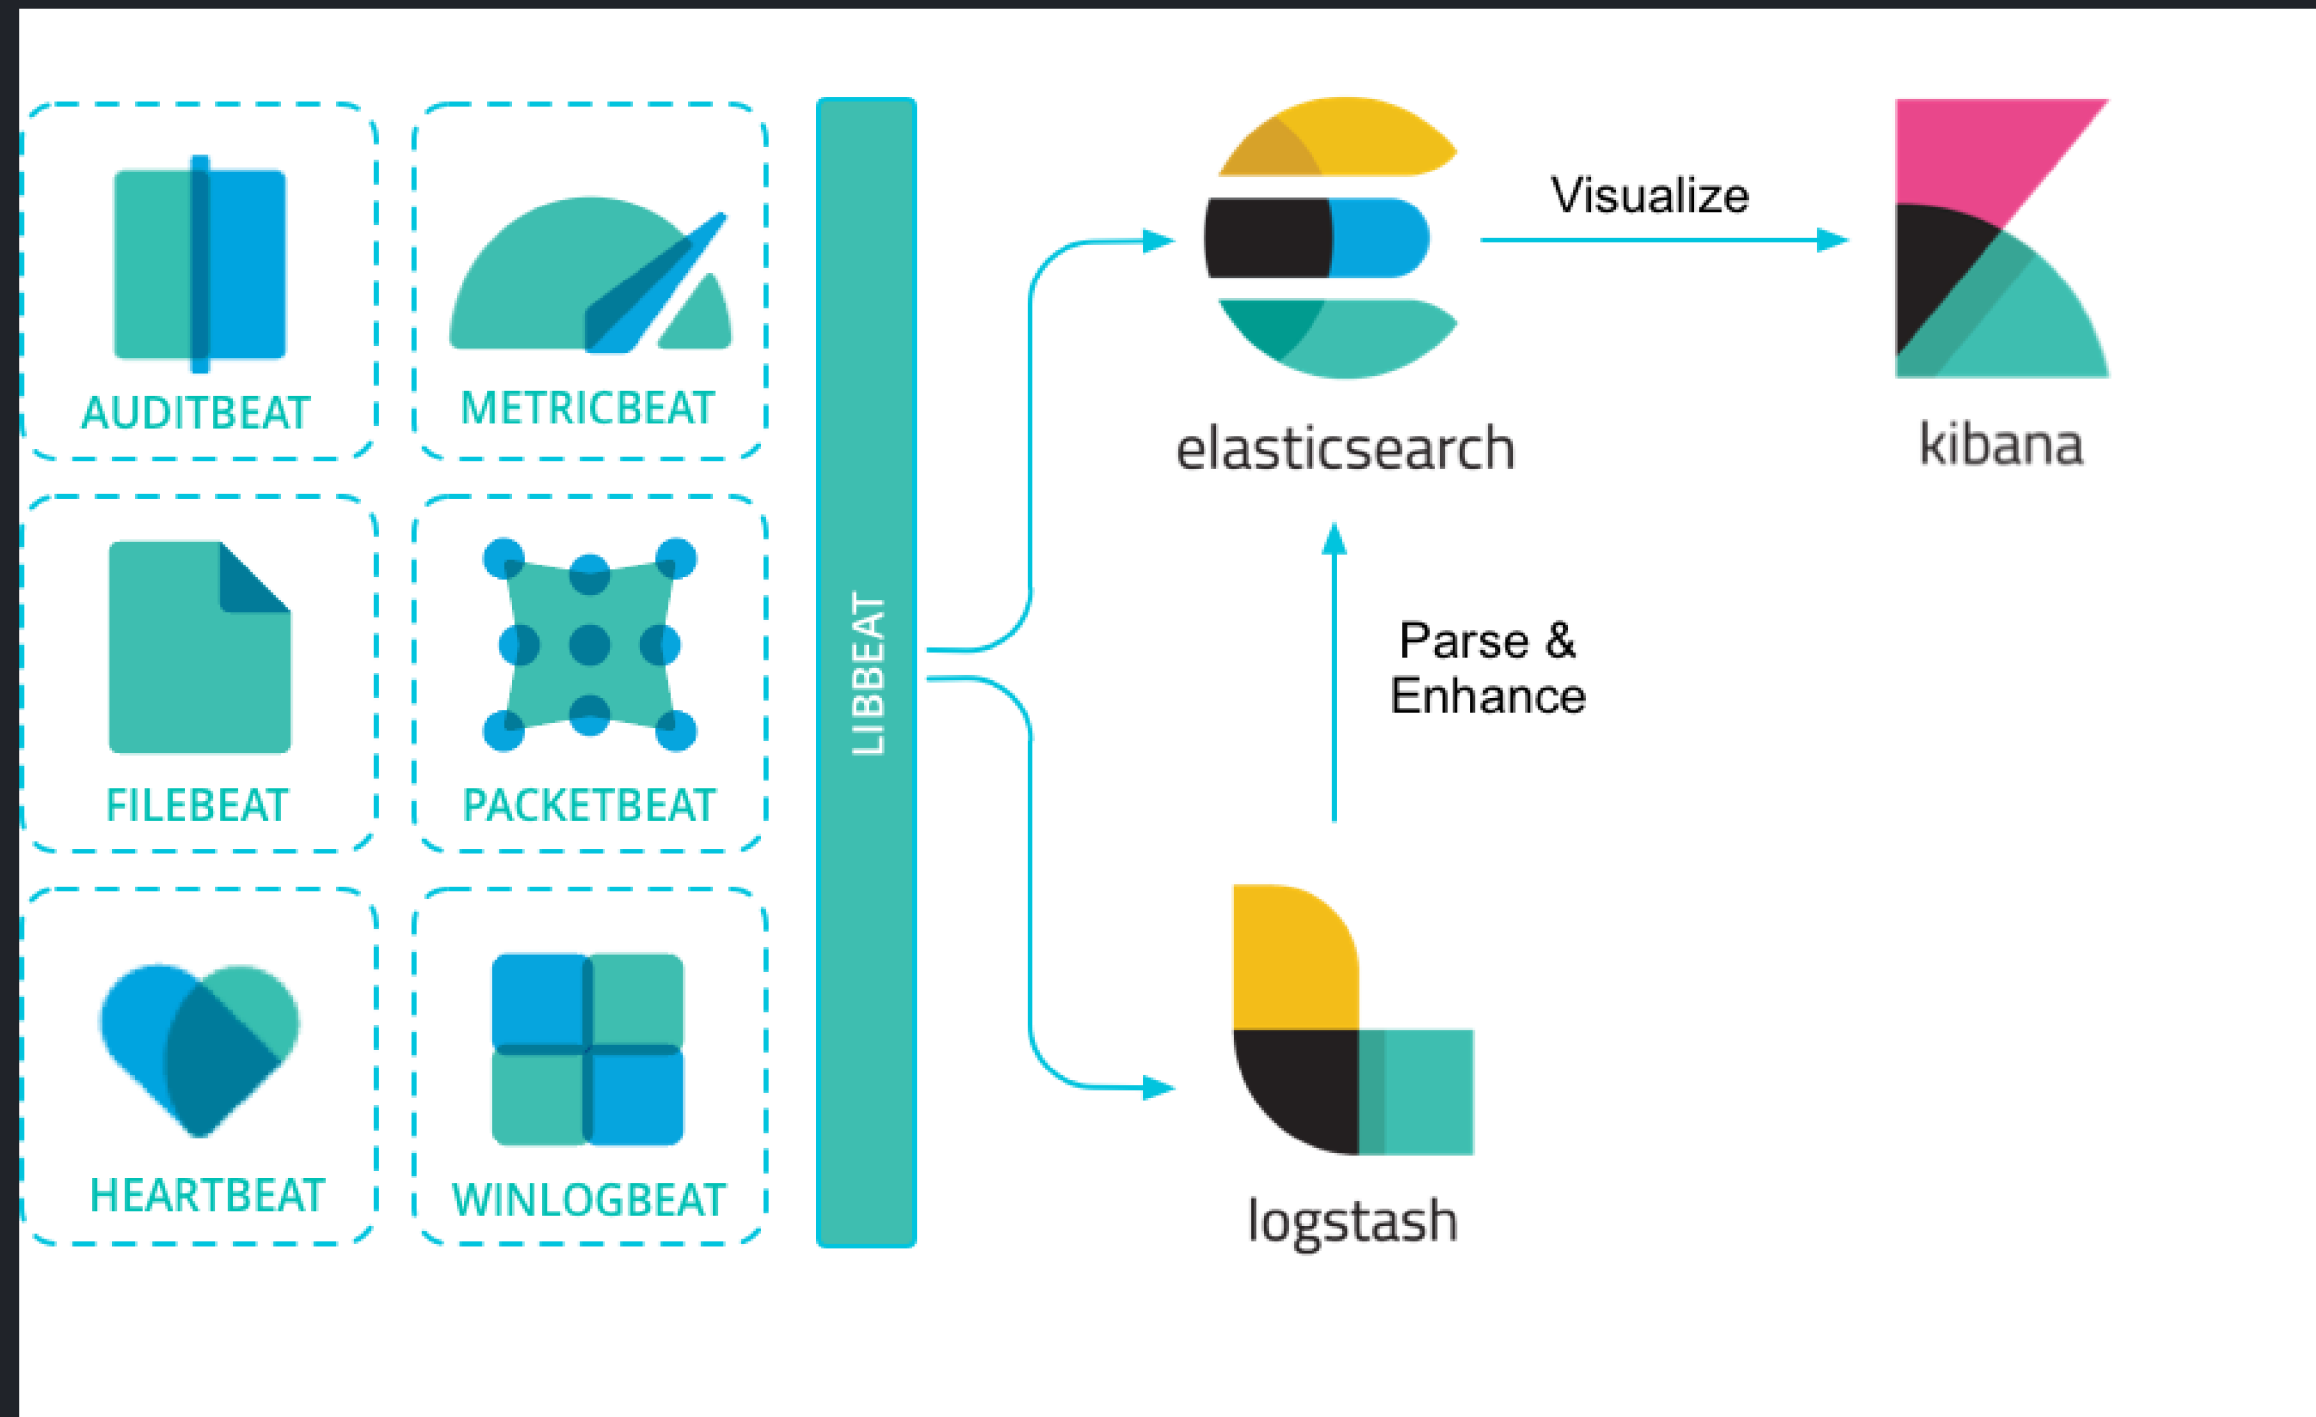 AUDITBEAT
METRICBEAT
FILEBEAT
PACKETBEAT
HEARTBEAT
WINLOGBEAT
LIBBEAT
elasticsearch
Visualize
kibana
Parse &
Enhance
logstash